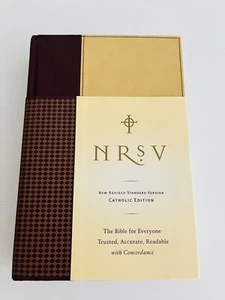 NRSV
New Revised Standard Version
Catholic Edition
The Bible for Everyone
Trusted, Accurate, Readable
with Concordance